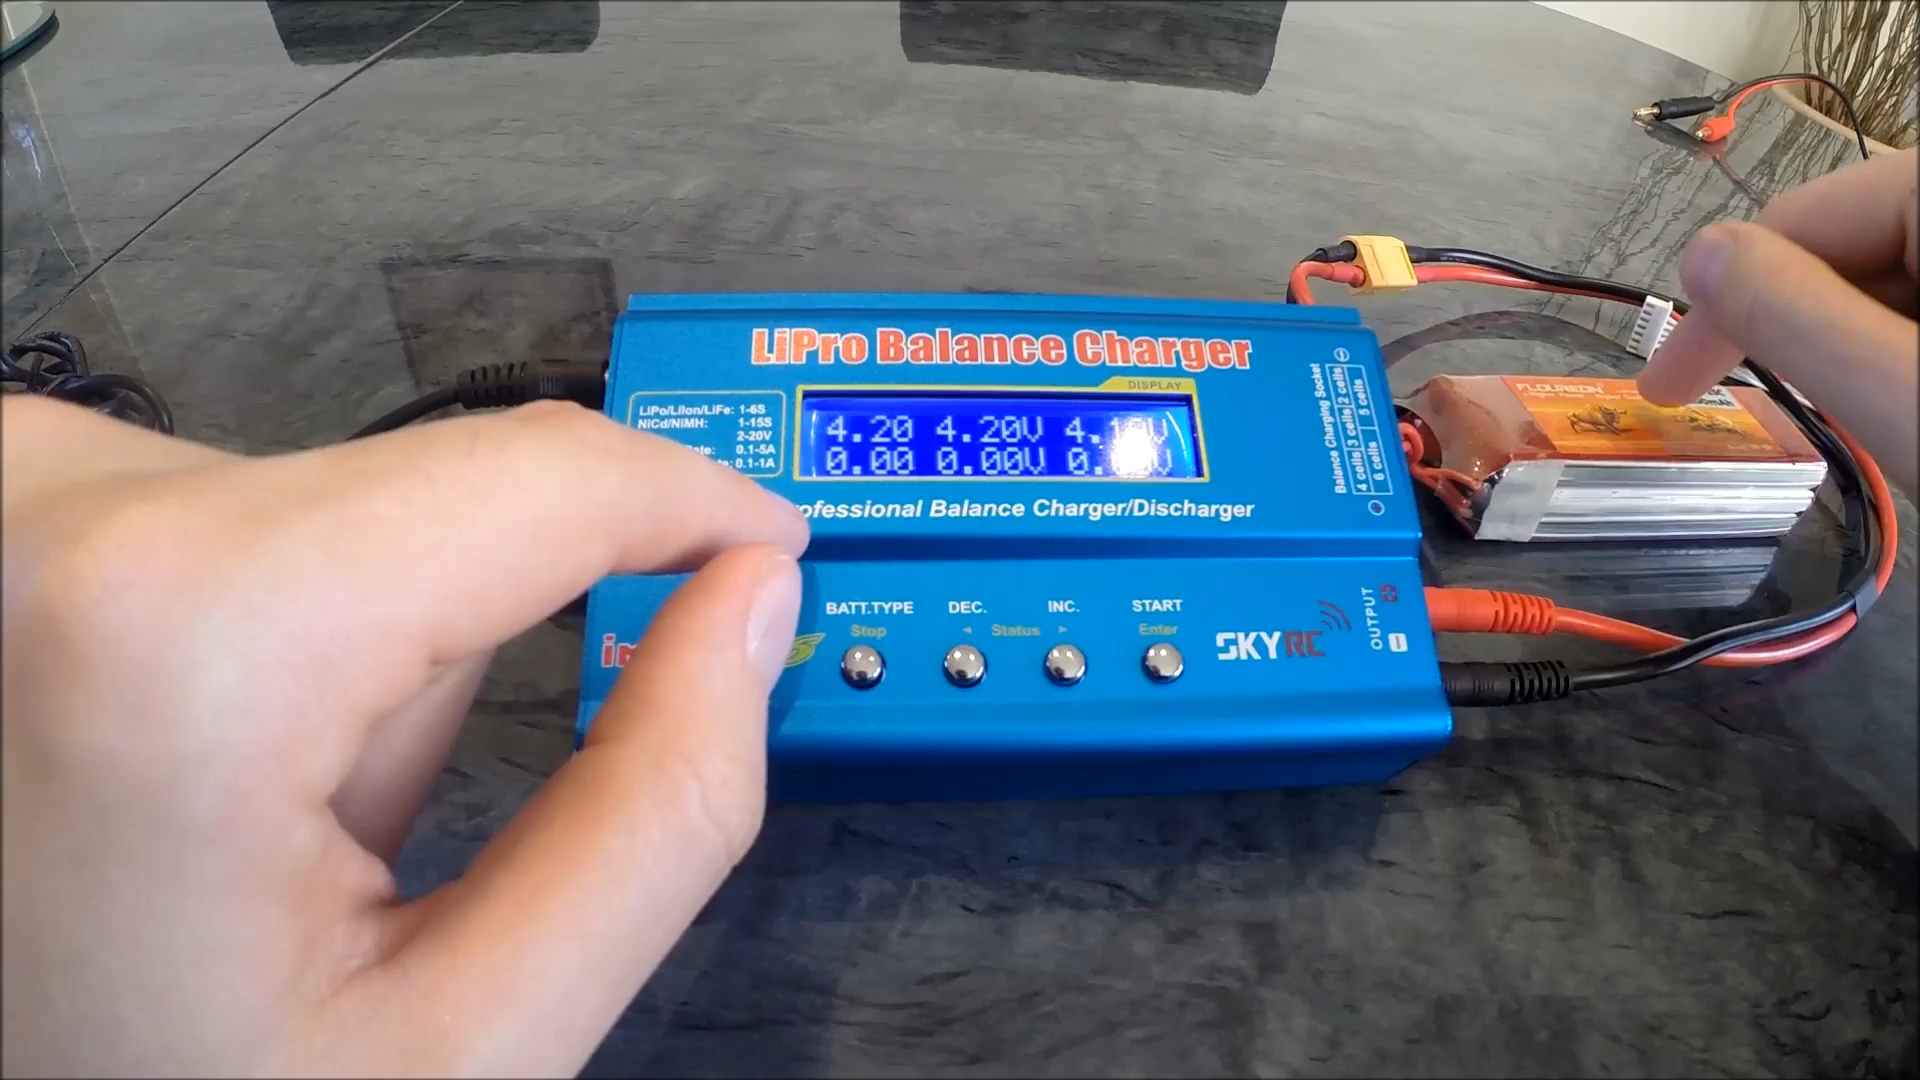 LiPro Balance Charger
DISPLAY
LiPo/LiIon/LiFe: 1-6S
NiCd/NiMH: 1-15S
2-20V
0.1-5A
0.1-1A
4.20 4.20V
0.00 0.00V
Balance Charging Socket
2 cells
3 cells
4 cells
5 cells
6 cells
Balance Charger/Discharger
BATT.TYPE DEC. INC. START
Stop ◄ Status ► Enter
SKYRC
OUTPUT
FLOUREON